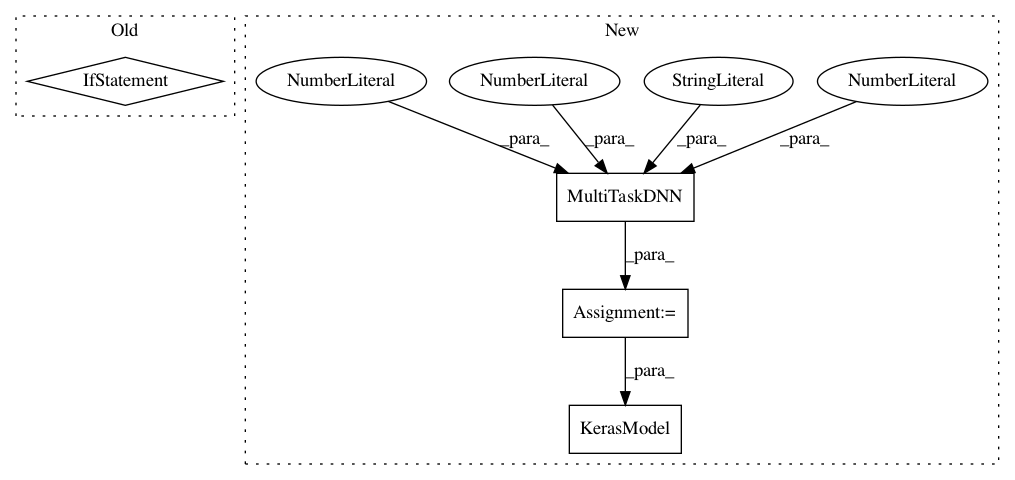 Old
New
IfStatement
NumberLiteral
NumberLiteral
StringLiteral
NumberLiteral
_para_
_para_
_para_
_para_
MultiTaskDNN
_para_
Assignment:=
_para_
KerasModel